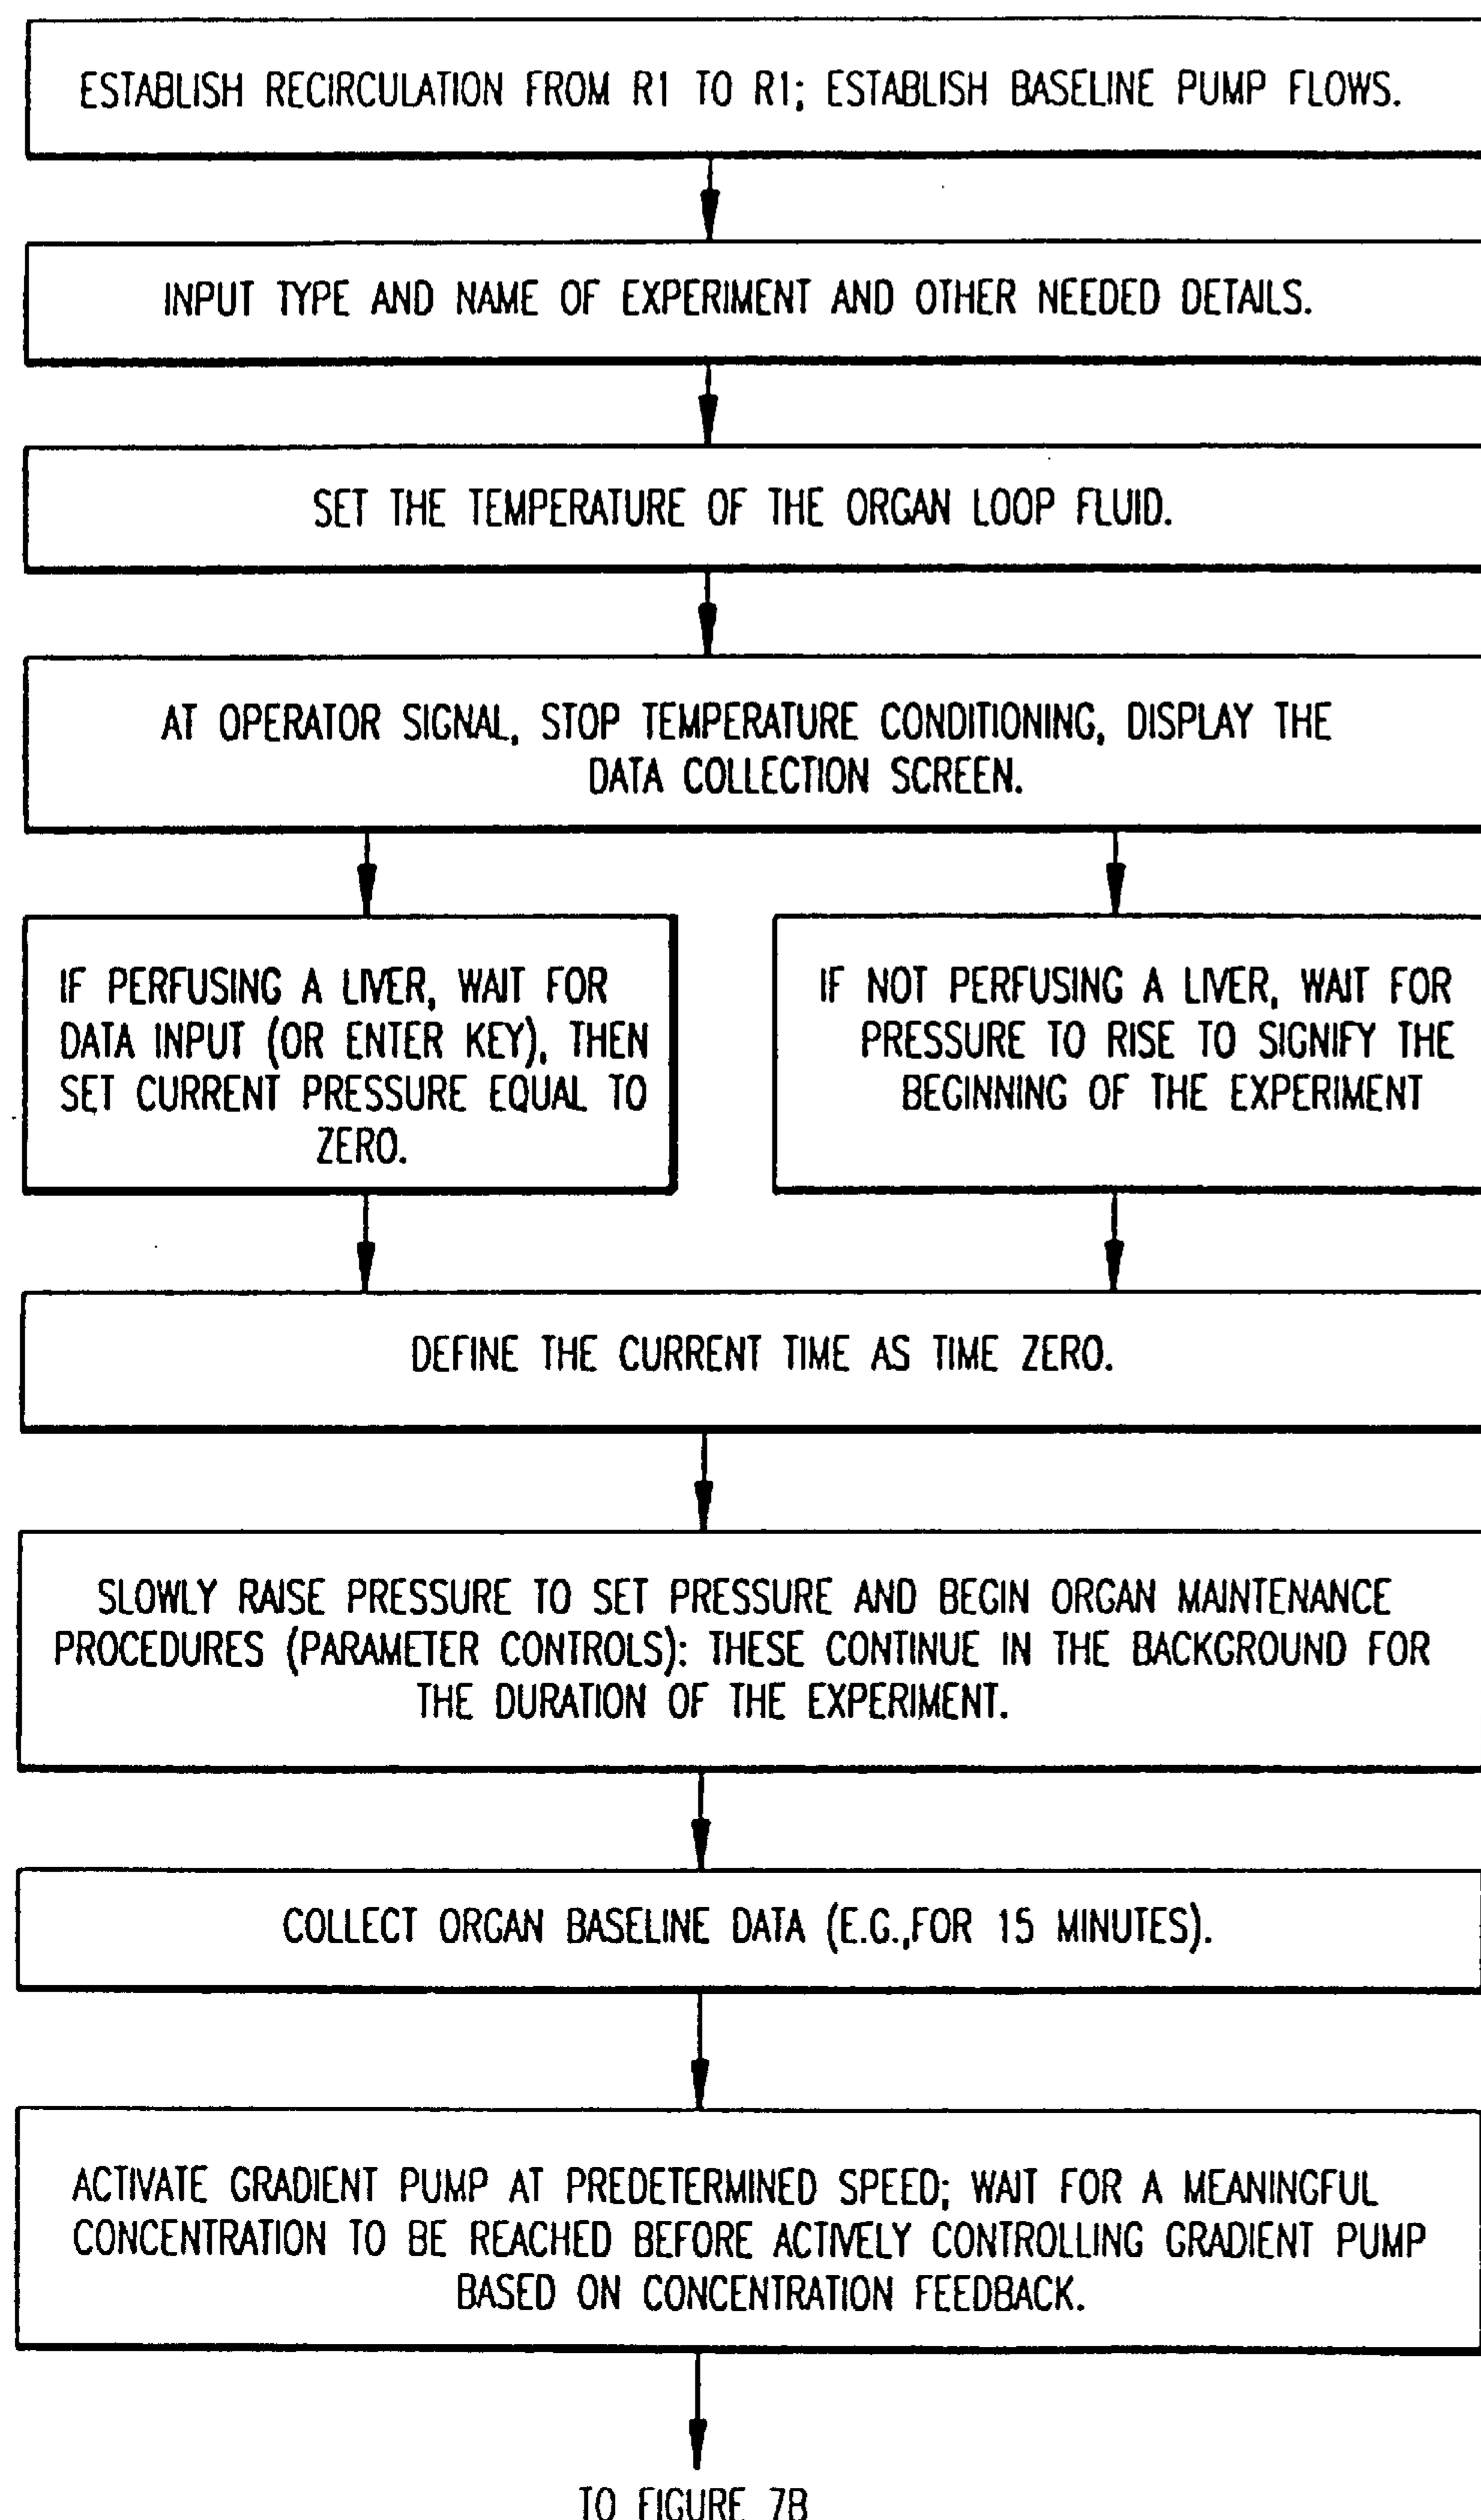 ESTABLISH RECIRCULATION FROM R1 TO R1; ESTABLISH BASELINE PUMP FLOWS.
INPUT TYPE AND NAME OF EXPERIMENT AND OTHER NEEDED DETAILS.
SET THE TEMPERATURE OF THE ORGAN LOOP FLUID.
AT OPERATOR SIGNAL, STOP TEMPERATURE CONDITIONING, DISPLAY THE
DATA COLLECTION SCREEN.
IF PERFUSING A LIVER, WAIT FOR
DATA INPUT (OR ENTER KEY), THEN
SET CURRENT PRESSURE EQUAL TO
ZERO.
IF NOT PERFUSING A LIVER, WAIT FOR
PRESSURE TO RISE TO SIGNIFY THE
BEGINNING OF THE EXPERIMENT
DEFINE THE CURRENT TIME AS TIME ZERO.
SLOWLY RAISE PRESSURE TO SET PRESSURE AND BEGIN ORGAN MAINTENANCE
PROCEDURES (PARAMETER CONTROLS): THESE CONTINUE IN THE BACKGROUND FOR
THE DURATION OF THE EXPERIMENT.
COLLECT ORGAN BASELINE DATA (E.G.,FOR 15 MINUTES).
ACTIVATE GRADIENT PUMP AT PREDETERMINED SPEED; WAIT FOR A MEANINGFUL
CONCENTRATION TO BE REACHED BEFORE ACTIVELY CONTROLLING GRADIENT PUMP
BASED ON CONCENTRATION FEEDBACK.
TO FIGURE 7B